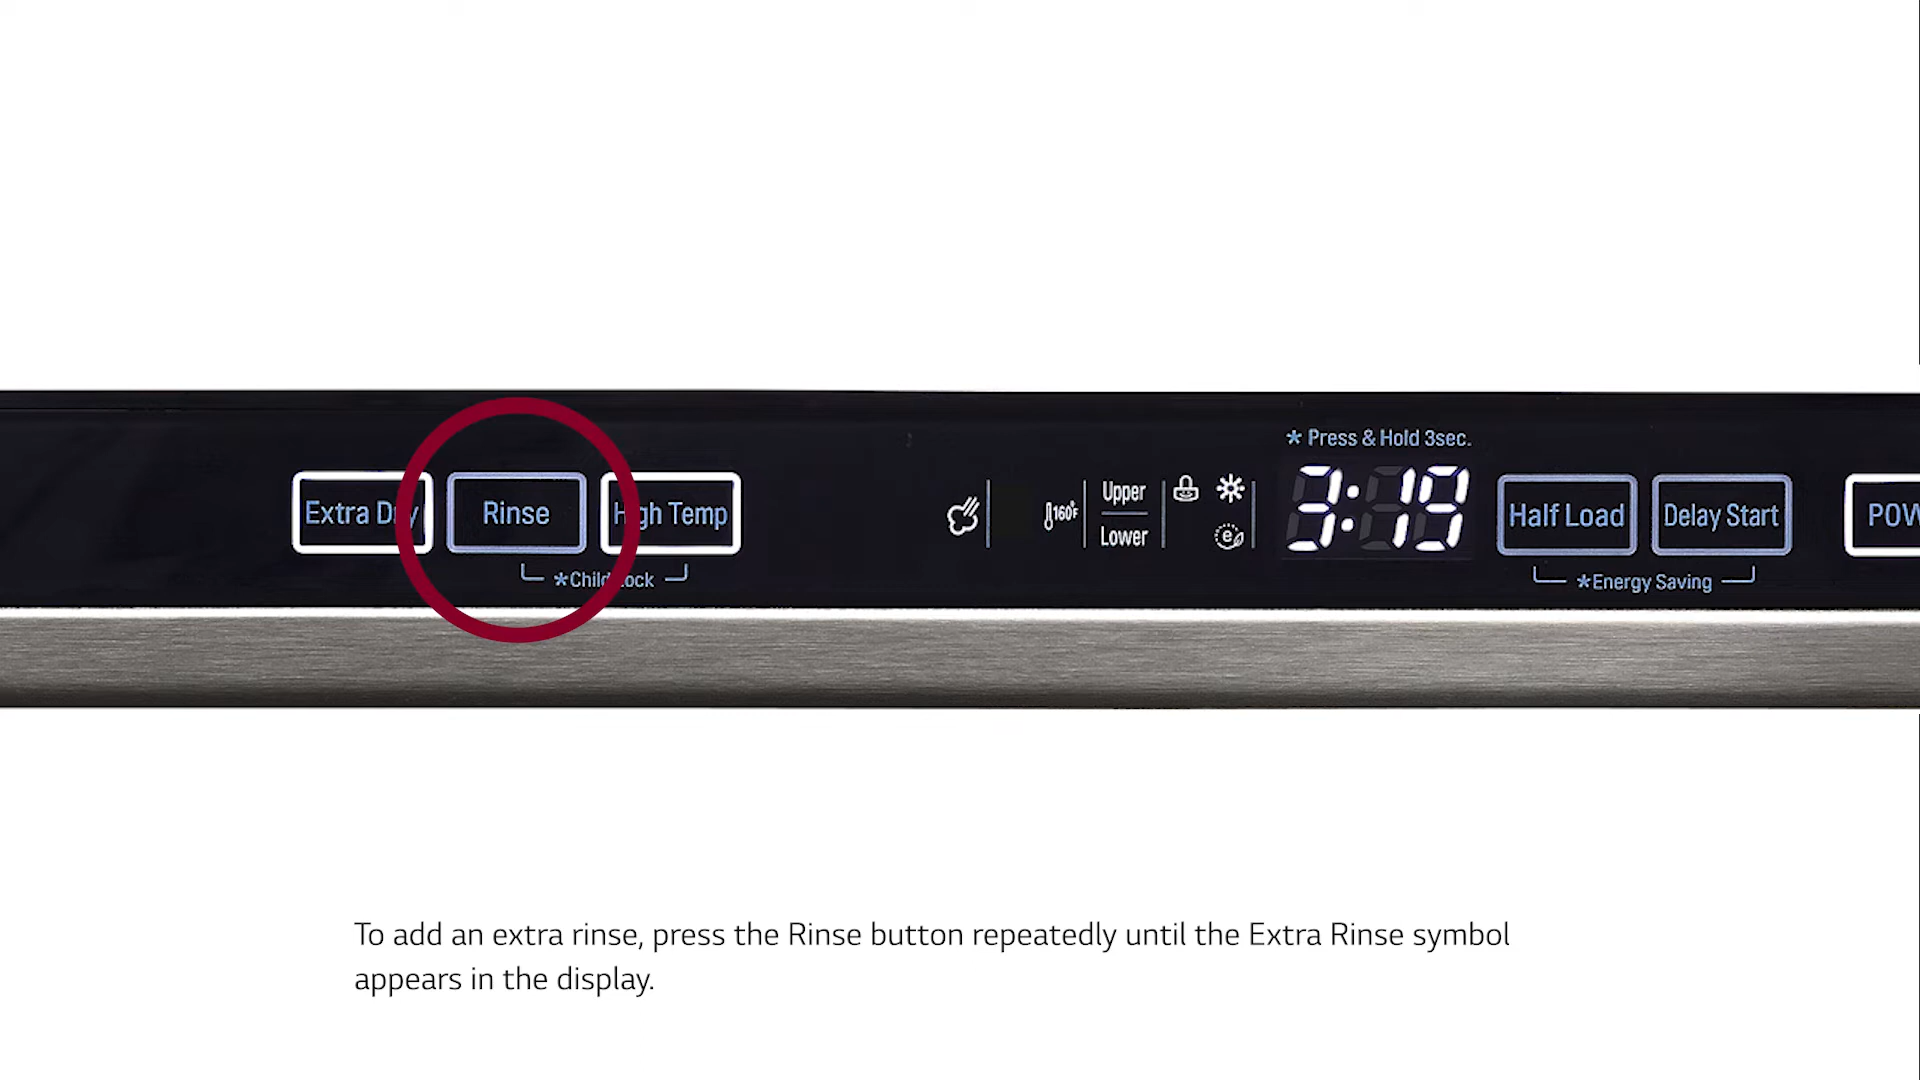 * Press & Hold 3sec.
Extra Dry
Rinse
High Temp
160°F
Upper
Lower
3:19
Half Load
Delay Start
POW
*Child Lock
*Energy Saving
To add an extra rinse, press the Rinse button repeatedly until the Extra Rinse symbol
appears in the display.